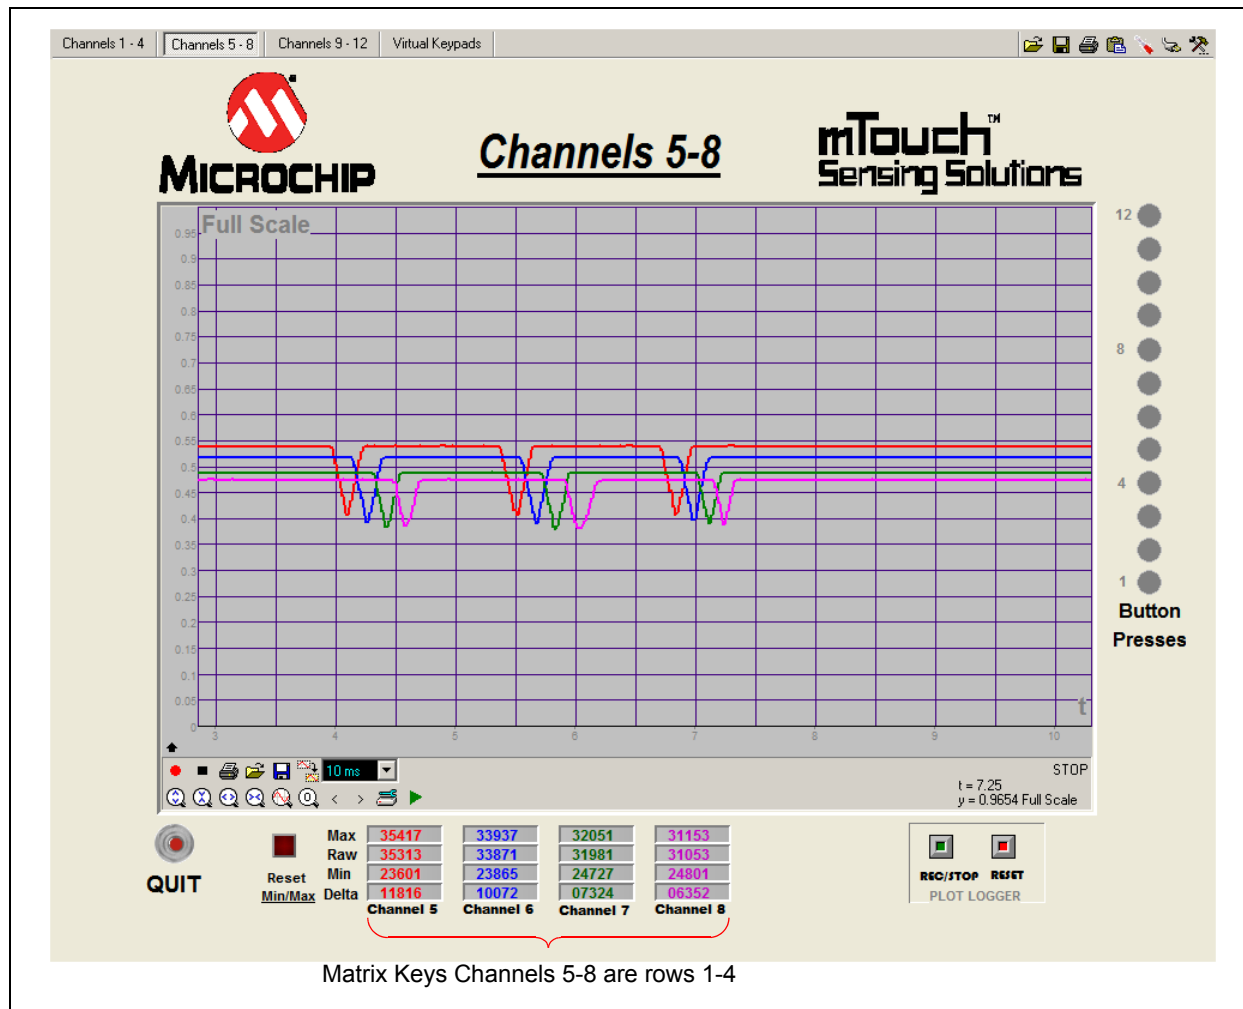 Channels 1 - 4 Channels 5 - 8 Channels 9 - 12 Virtual Keypads
MICROCHIP
Channels 5-8
mTouch™
Sensing Solutions
Full Scale
0.95
0.9
0.85
0.8
0.75
0.7
0.65
0.6
0.55
0.5
0.45
0.4
0.35
0.3
0.25
0.2
0.15
0.1
0.05
0
3 4 5 6 7 8 9 10
t
12
8
4
1
Button
Presses
10 ms
STOP
t = 7.25
y = 0.9654 Full Scale
QUIT
Reset
Min/Max
Max 35417 33937 32051 31153
Raw 35313 33871 31981 31053
Min 23601 23865 24727 24801
Delta 11816 10072 07324 06352
Channel 5 Channel 6 Channel 7 Channel 8
REC/STOP RESET
PLOT LOGGER
Matrix Keys Channels 5-8 are rows 1-4